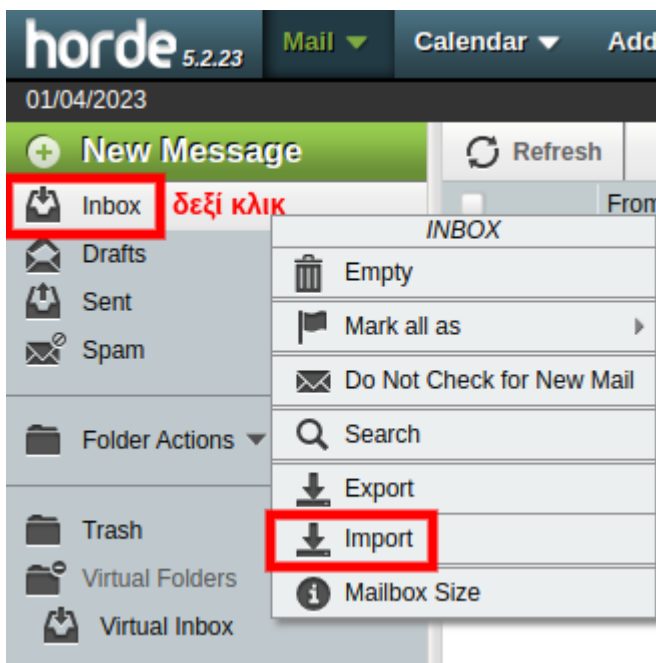 horde 5.2.23 Mail Calendar Add
01/04/2023
New Message Refresh
Inbox δεξί κλικ From
INBOX
Drafts
Empty
Sent
Mark all as
Spam
Do Not Check for New Mail
Folder Actions
Search
Export
Trash
Import
Virtual Folders
Mailbox Size
Virtual Inbox